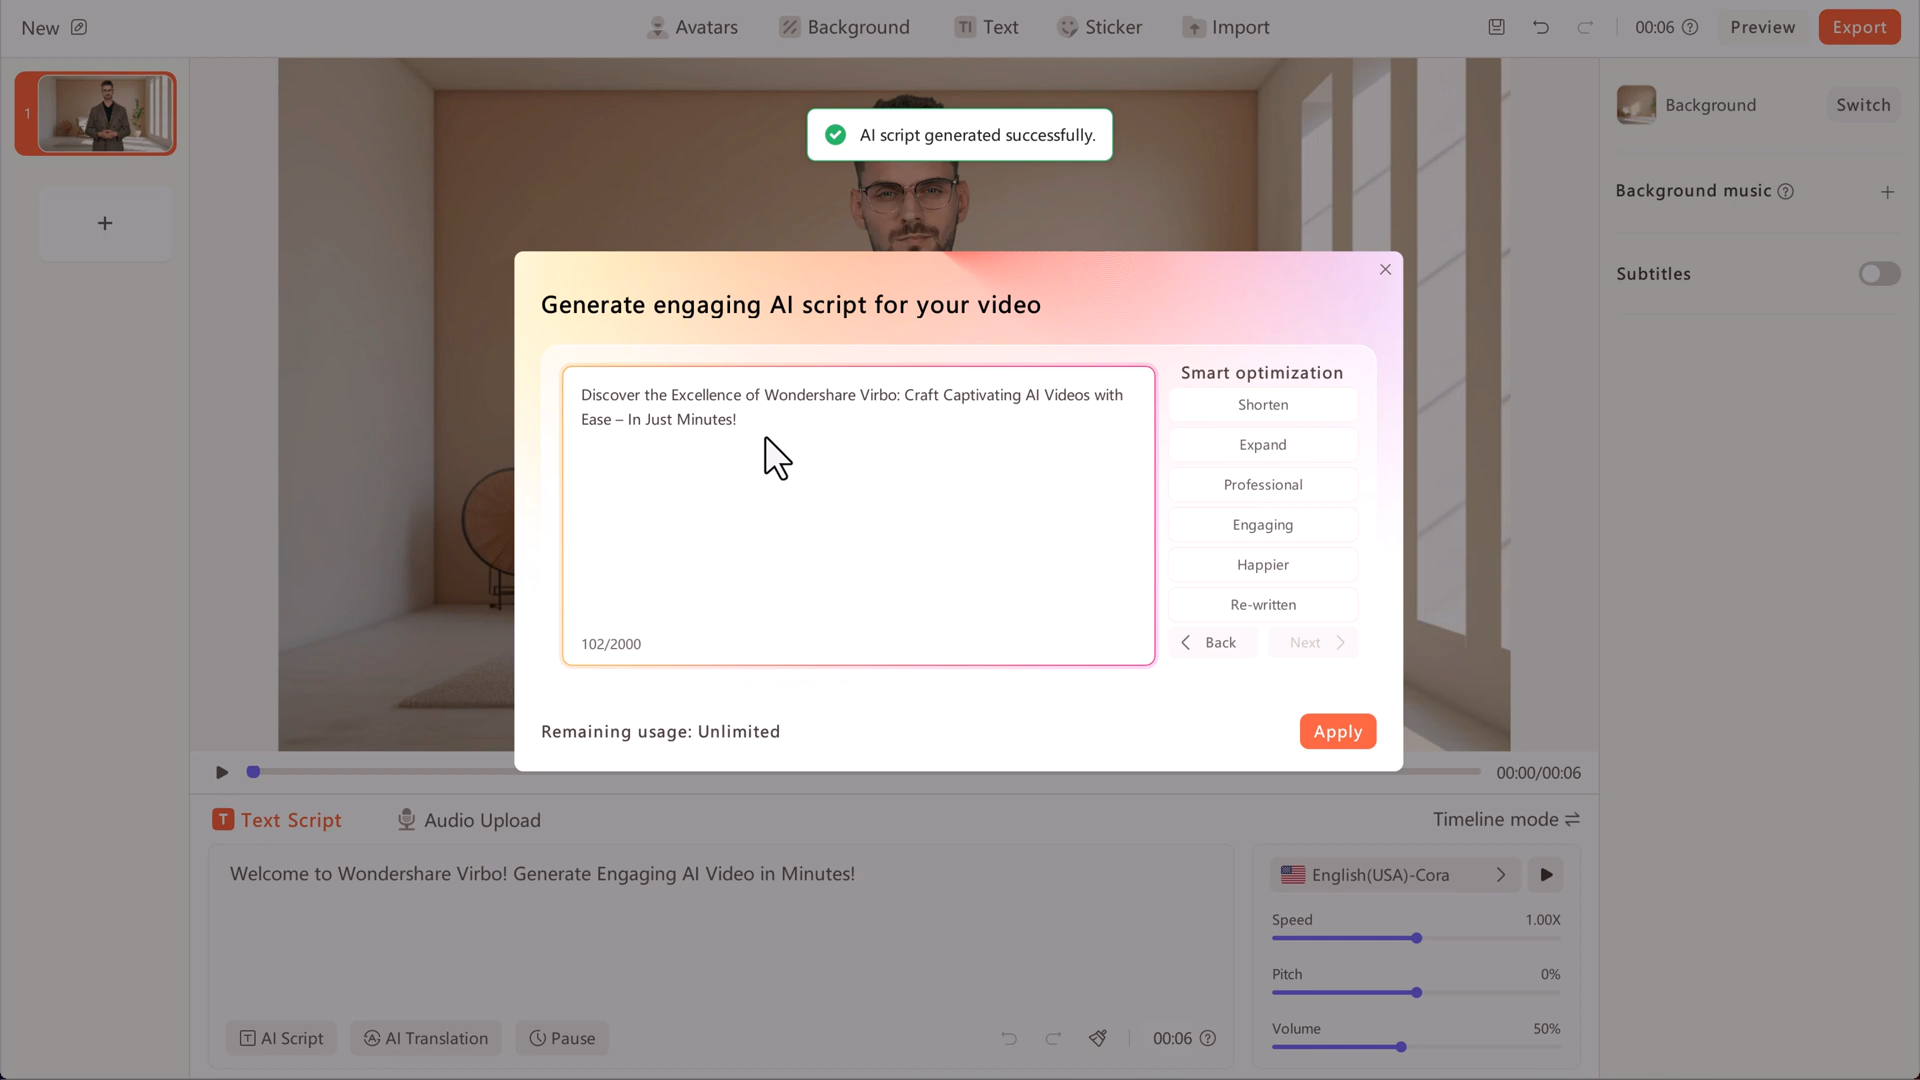 New
Avatars
Background
TI Text
Sticker
Import
00:06
Preview
Export
1
AI script generated successfully.
Background
Switch
Background music
Subtitles
Generate engaging AI script for your video
Discover the Excellence of Wondershare Virbo: Craft Captivating AI Videos with
Ease – In Just Minutes!
102/2000
Smart optimization
Shorten
Expand
Professional
Engaging
Happier
Re-written
Back
Next
Remaining usage: Unlimited
Apply
00:00/00:06
T Text Script
Audio Upload
Timeline mode
Welcome to Wondershare Virbo! Generate Engaging AI Video in Minutes!
AI Script
AI Translation
Pause
00:06
English(USA)-Cora
Speed
1.00X
Pitch
0%
Volume
50%